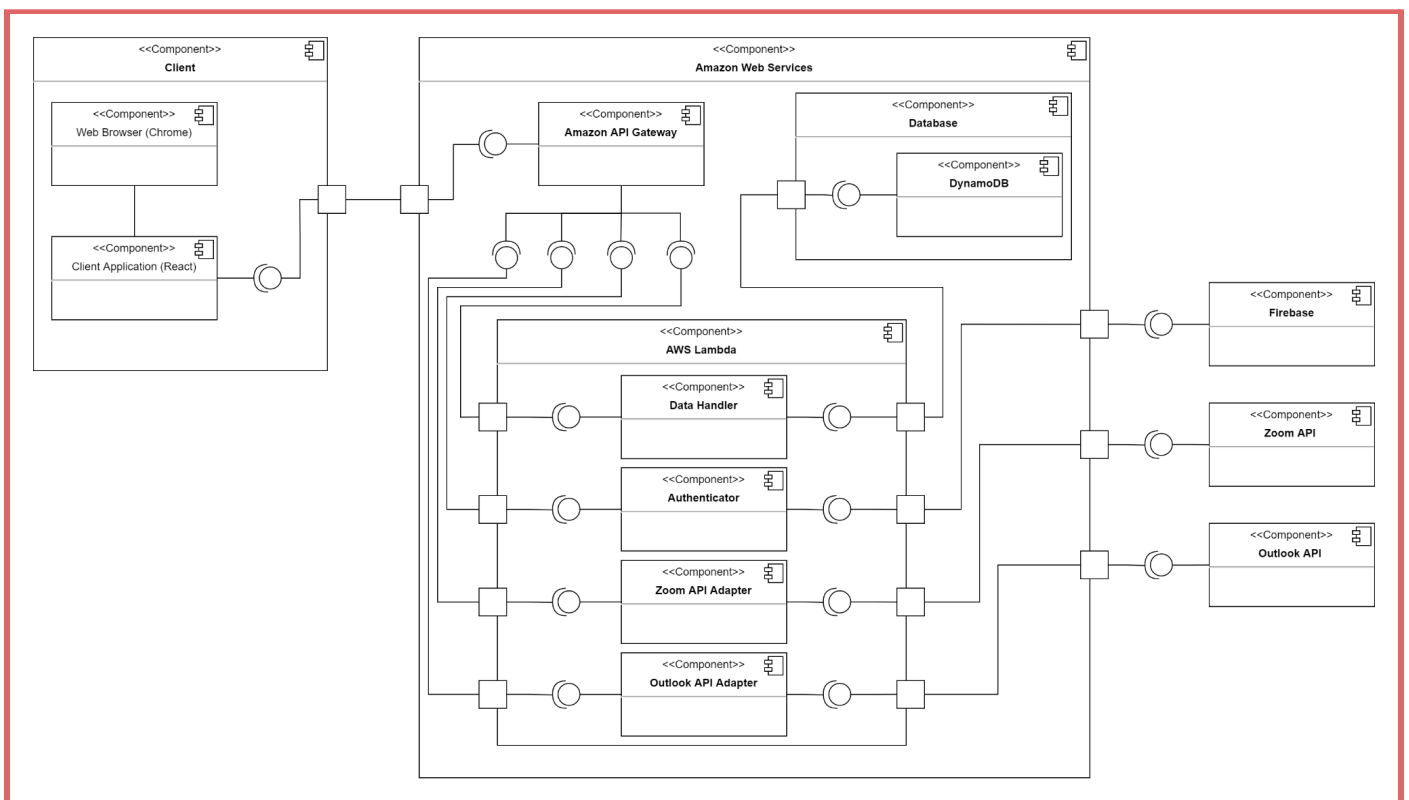 <<Component>>
Client
<<Component>>
Web Browser (Chrome)
<<Component>>
Client Application (React)
<<Component>>
Amazon Web Services
<<Component>>
Amazon API Gateway
<<Component>>
Database
<<Component>>
DynamoDB
<<Component>>
AWS Lambda
<<Component>>
Data Handler
<<Component>>
Authenticator
<<Component>>
Zoom API Adapter
<<Component>>
Outlook API Adapter
<<Component>>
Firebase
<<Component>>
Zoom API
<<Component>>
Outlook API